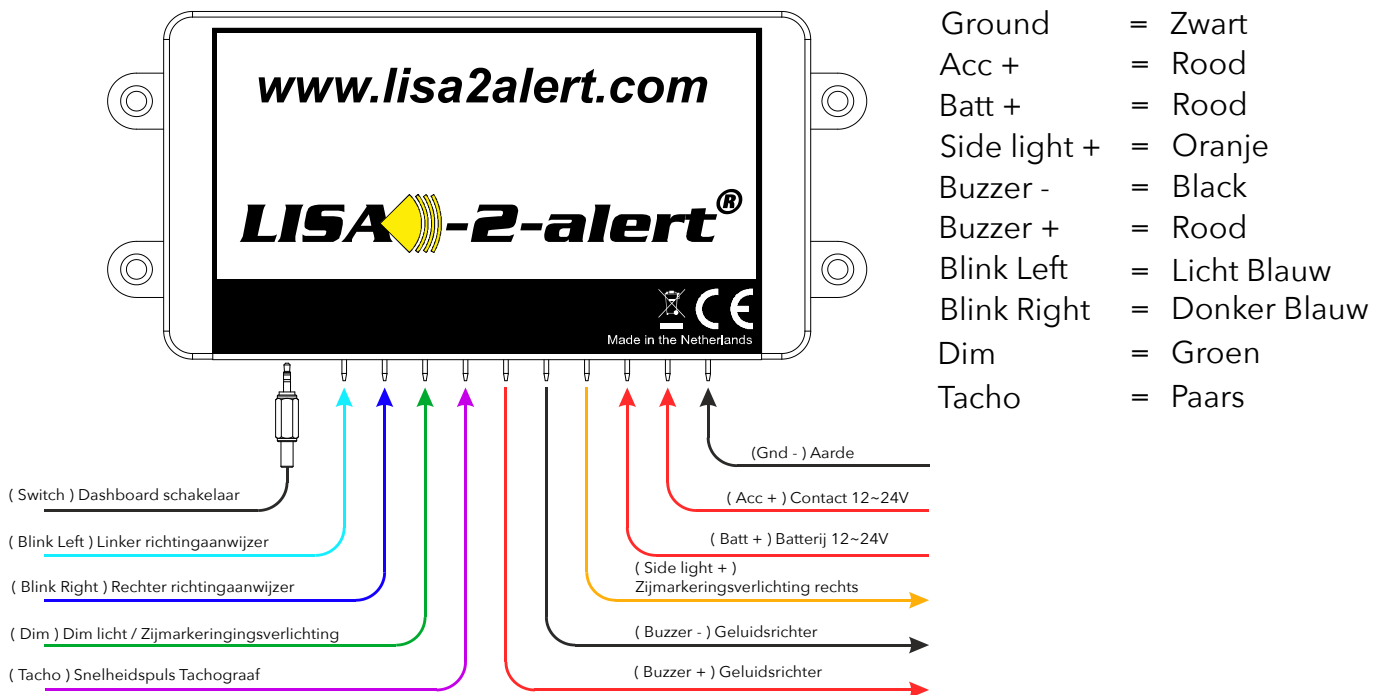 www.lisa2alert.com
LISA-2-alert®
CE
Made in the Netherlands
Ground = Zwart
Acc + = Rood
Batt + = Rood
Side light + = Oranje
Buzzer - = Black
Buzzer + = Rood
Blink Left = Licht Blauw
Blink Right = Donker Blauw
Dim = Groen
Tacho = Paars
( Switch ) Dashboard schakelaar
( Blink Left ) Linker richtingaanwijzer
( Blink Right ) Rechter richtingaanwijzer
( Dim ) Dim licht / Zijmarkeringingsverlichting
( Tacho ) Snelheidspuls Tachograaf
(Gnd - ) Aarde
( Acc + ) Contact 12~24V
( Batt + ) Batterij 12~24V
( Side light + )
Zijmarkeringsverlichting rechts
( Buzzer - ) Geluidsrichter
( Buzzer + ) Geluidsrichter